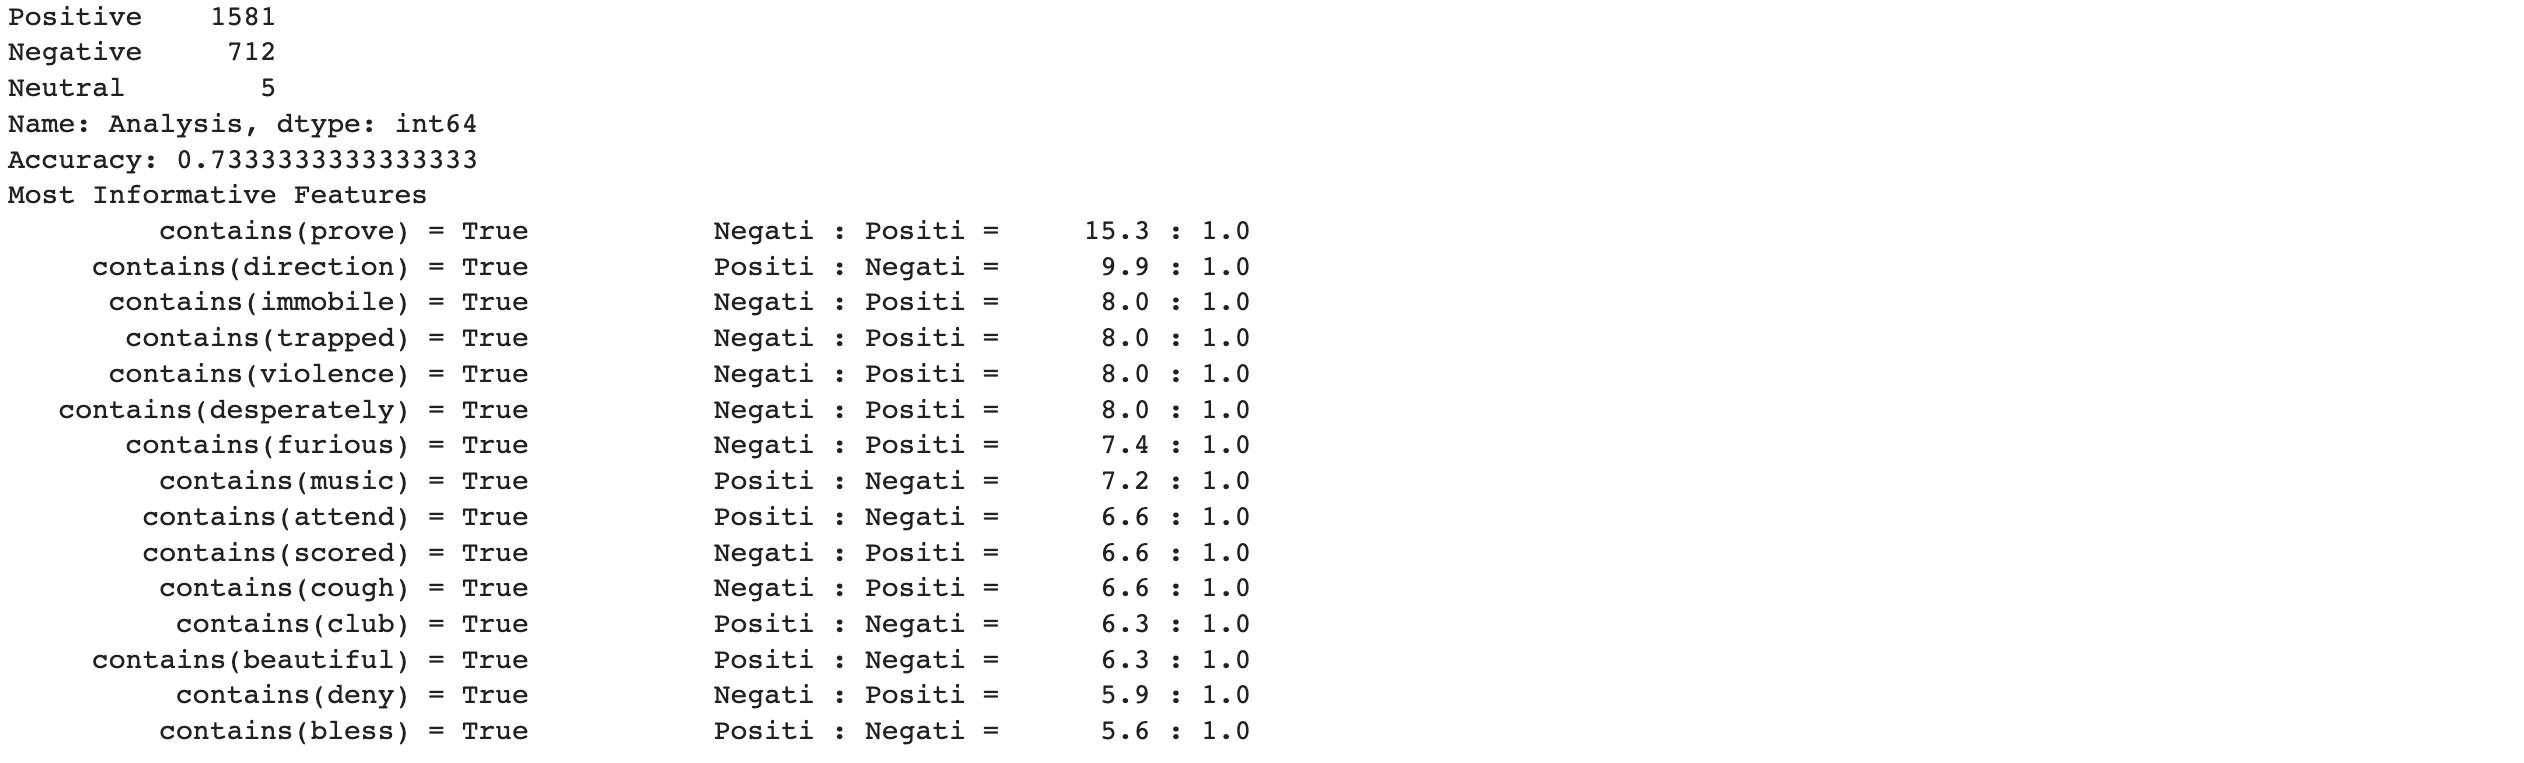 Positive    1581
Negative     712
Neutral        5
Name: Analysis, dtype: int64
Accuracy: 0.7333333333333333
Most Informative Features
         contains(prove) = True           Negati : Positi =     15.3 : 1.0
     contains(direction) = True           Positi : Negati =      9.9 : 1.0
      contains(immobile) = True           Negati : Positi =      8.0 : 1.0
       contains(trapped) = True           Negati : Positi =      8.0 : 1.0
      contains(violence) = True           Negati : Positi =      8.0 : 1.0
   contains(desperately) = True           Negati : Positi =      8.0 : 1.0
       contains(furious) = True           Negati : Positi =      7.4 : 1.0
         contains(music) = True           Positi : Negati =      7.2 : 1.0
        contains(attend) = True           Positi : Negati =      6.6 : 1.0
        contains(scored) = True           Negati : Positi =      6.6 : 1.0
         contains(cough) = True           Negati : Positi =      6.6 : 1.0
          contains(club) = True           Positi : Negati =      6.3 : 1.0
     contains(beautiful) = True           Positi : Negati =      6.3 : 1.0
          contains(deny) = True           Negati : Positi =      5.9 : 1.0
         contains(bless) = True           Positi : Negati =      5.6 : 1.0